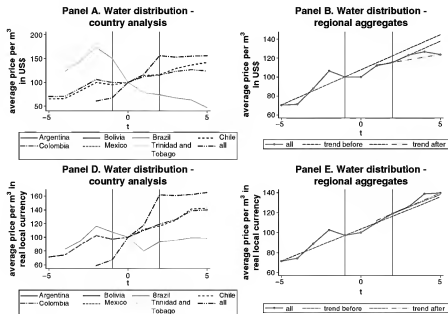 Panel A. Water distribution -
country analysis
average price per m³
in US$
200
150
100
50
−5
0
5
t
Argentina Bolivia Brazil Chile
Colombia Mexico Trinidad and Tobago all
Panel B. Water distribution -
regional aggregates
average price per m³
in US$
140
120
100
80
60
−5
0
5
t
all trend before trend after
Panel D. Water distribution -
country analysis
average price per m³ in
real local currency
160
140
120
100
80
60
−5
0
5
t
Argentina Bolivia Brazil Chile
Colombia Mexico Trinidad and Tobago all
Panel E. Water distribution -
regional aggregates
average price per m³ in
real local currency
140
120
100
80
60
−5
0
5
t
all trend before trend after